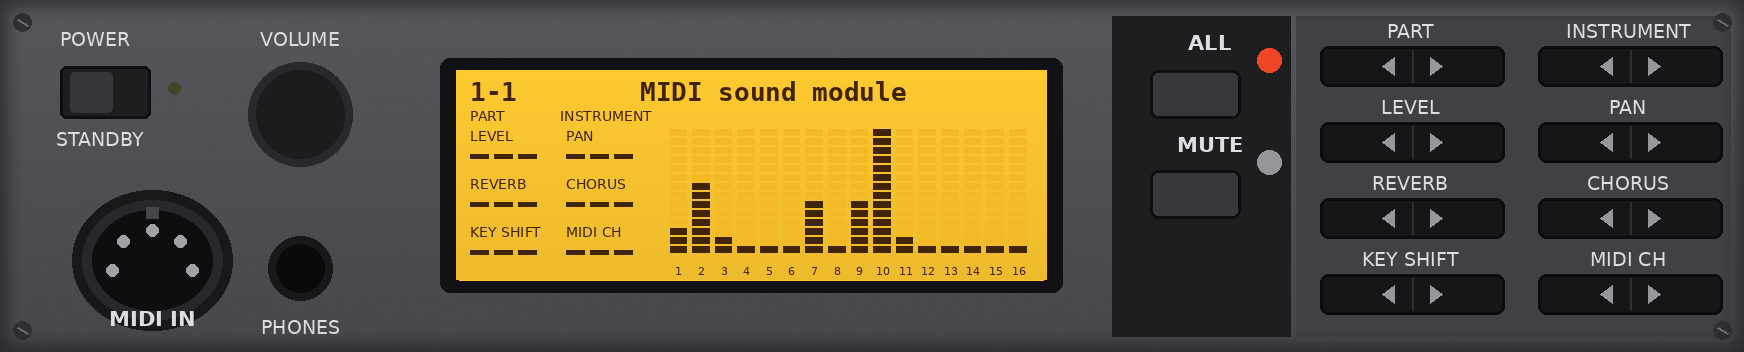 POWER
STANDBY
VOLUME
MIDI IN
PHONES
1-1 MIDI sound module
PART INSTRUMENT
LEVEL PAN
--- ---
REVERB CHORUS
--- ---
KEY SHIFT MIDI CH
--- ---
1 2 3 4 5 6 7 8 9 10 11 12 13 14 15 16
ALL
MUTE
PART INSTRUMENT
LEVEL PAN
REVERB CHORUS
KEY SHIFT MIDI CH